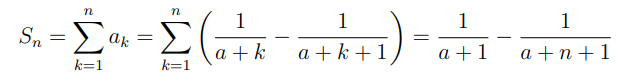 $S_n = \sum_{k=1}^{n} a_k = \sum_{k=1}^{n} \left( \frac{1}{a+k} - \frac{1}{a+k+1} \right) = \frac{1}{a+1} - \frac{1}{a+n+1}$